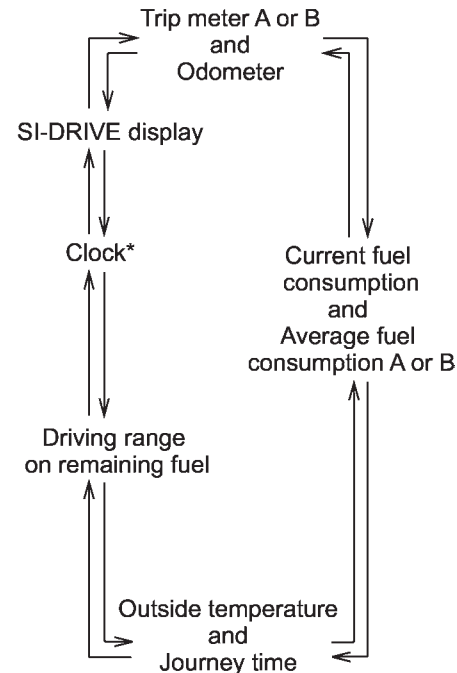 Trip meter A or B
and
Odometer
SI-DRIVE display
Clock*
Current fuel
consumption
and
Average fuel
consumption A or B
Driving range
on remaining fuel
Outside temperature
and
Journey time